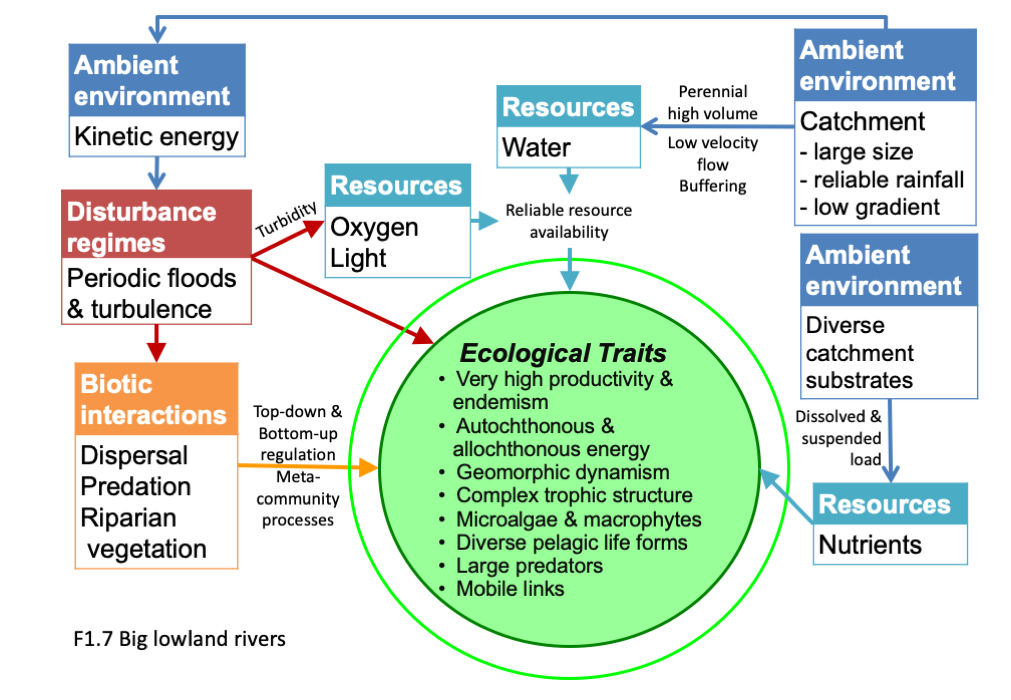 Ambient
environment
Kinetic energy
Disturbance
regimes
Periodic floods
& turbulence
Biotic
interactions
Dispersal
Predation
Riparian
vegetation
Turbidity
Resources
Oxygen
Light
Resources
Water
Reliable resource
availability
Perennial
high volume
Low velocity
flow
Buffering
Ambient
environment
Catchment
- large size
- reliable rainfall
- low gradient
Ambient
environment
Diverse
catchment
substrates
Dissolved &
suspended
load
Resources
Nutrients
Top-down &
Bottom-up
regulation
Meta-
community
processes
Ecological Traits
• Very high productivity &
endemism
• Autochthonous &
allochthonous energy
• Geomorphic dynamism
• Complex trophic structure
• Microalgae & macrophytes
• Diverse pelagic life forms
• Large predators
• Mobile links
F1.7 Big lowland rivers